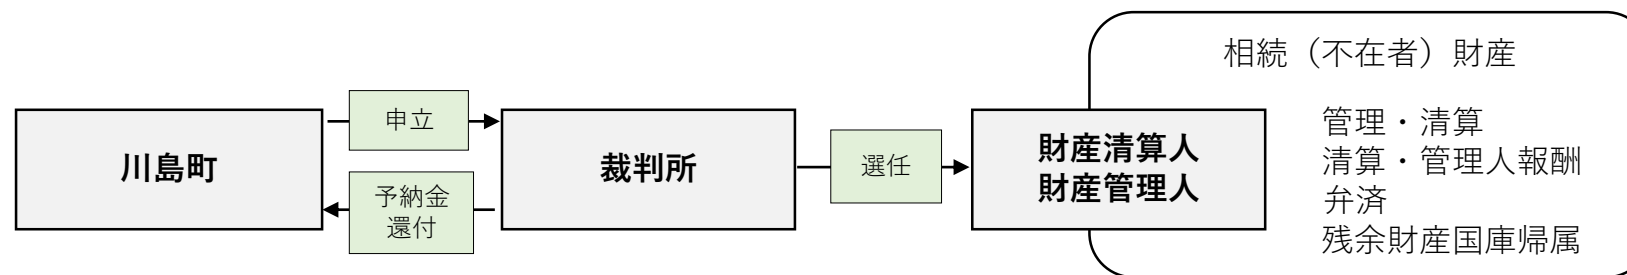 川島町
申立
予納金
還付
裁判所
選任
財産清算人
財産管理人
相続（不在者）財産
管理・清算
清算・管理人報酬
弁済
残余財産国庫帰属